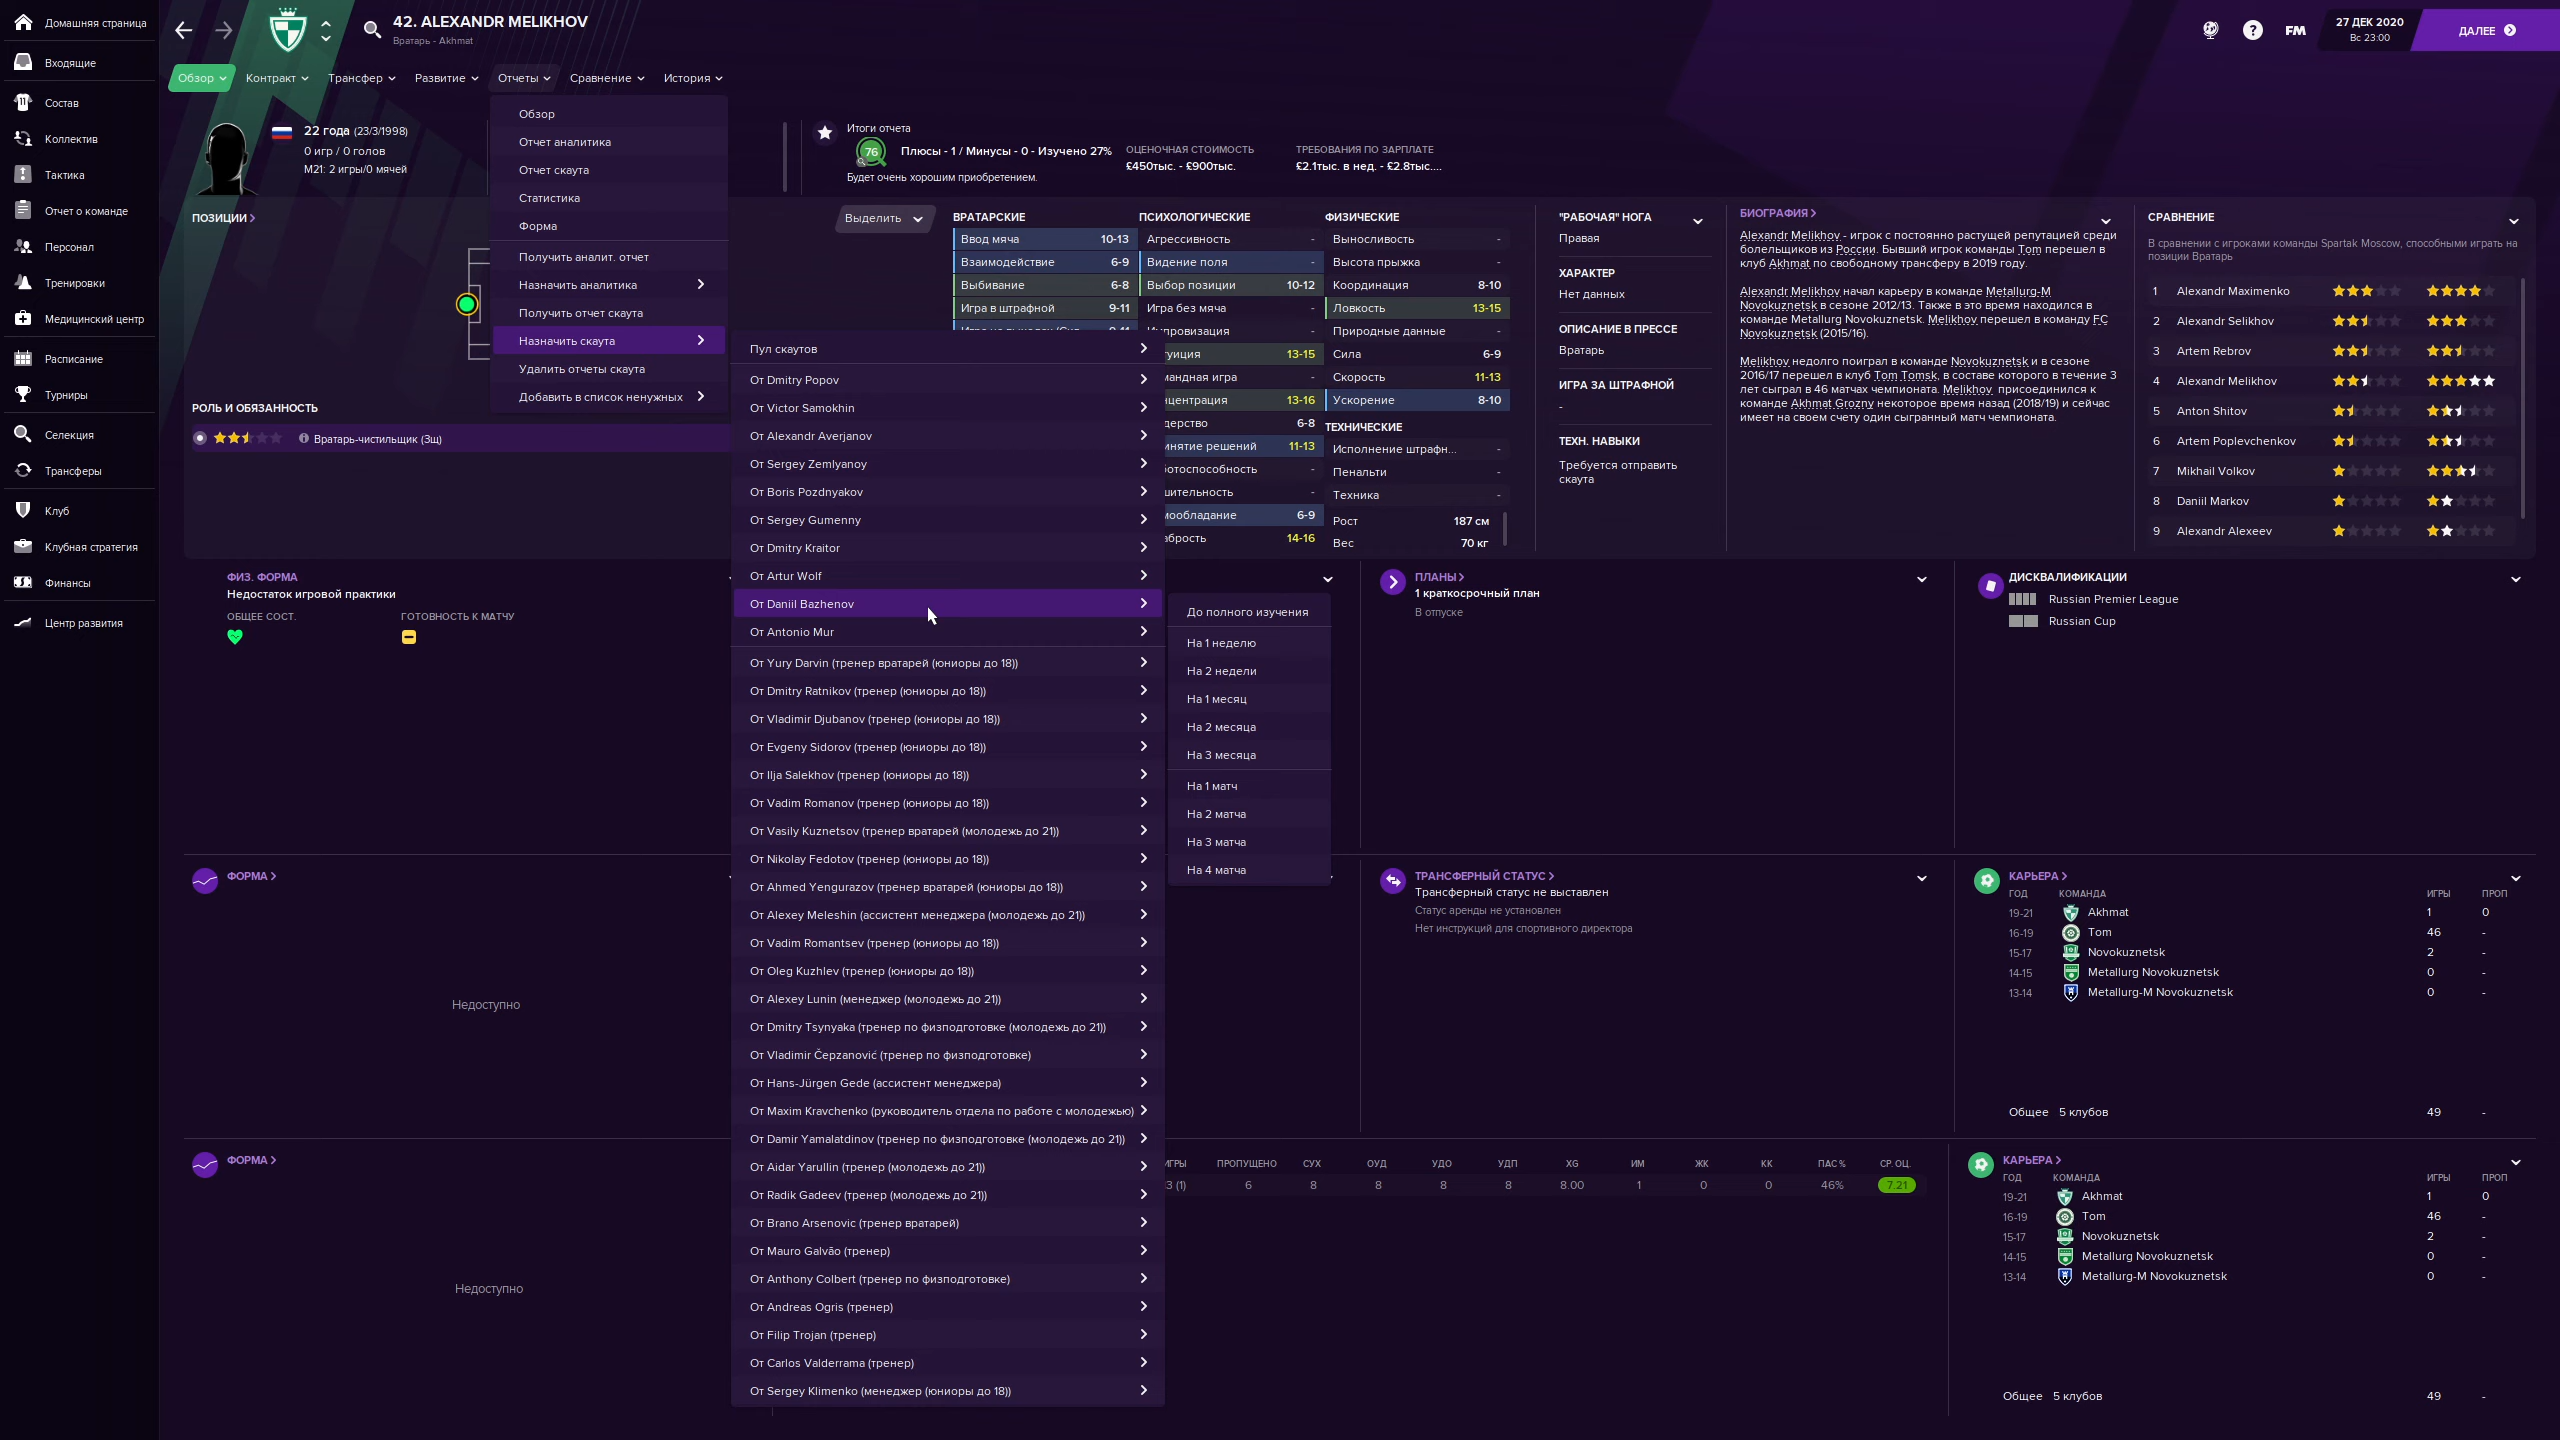 Домашняя страница
Входящие
Состав
Коллектив
Тактика
Отчет о команде
Персонал
Тренировки
Медицинский центр
Расписание
Турниры
Селекция
Трансферы
Клуб
Клубная стратегия
Финансы
Центр развития
42. ALEXANDR MELIKHOV
Вратарь - Akhmat
?
FM
27 ДЕК 2020
Вс 23:00
ДАЛЕЕ
Обзор
Контракт
Трансфер
Развитие
Отчеты
Сравнение
История
Обзор
Отчет аналитика
Отчет скаута
Статистика
Форма
Получить аналит. отчет
Назначить аналитика
Получить отчет скаута
Назначить скаута
Удалить отчеты скаута
Добавить в список ненужных
22 года (23/3/1998)
0 игр / 0 голов
М21: 2 игры/0 мячей
Итоги отчета
76
Плюсы - 1 / Минусы - 0 - Изучено 27%
Будет очень хорошим приобретением.
ОЦЕНОЧНАЯ СТОИМОСТЬ
£450тыс. - £900тыс.
ТРЕБОВАНИЯ ПО ЗАРПЛАТЕ
£2.1тыс. в нед. - £2.8тыс....
ПОЗИЦИИ
РОЛЬ И ОБЯЗАННОСТЬ
Вратарь-чистильщик (Зщ)
Выделить
ВРАТАРСКИЕ
Ввод мяча 10-13
Взаимодействие 6-9
Выбивание 6-8
Игра в штрафной 9-11
ПСИХОЛОГИЧЕСКИЕ
Агрессивность -
Видение поля -
Выбор позиции 10-12
Игра без мяча -
Импровизация -
туиция 13-15
мандная игра -
нцентрация 13-16
дерство 6-8
инятие решений 11-13
ботоспособность -
шительность -
мообладание 6-9
абрость 14-16
ФИЗИЧЕСКИЕ
Выносливость -
Высота прыжка -
Координация 8-10
Ловкость 13-15
Природные данные -
Сила 6-9
Скорость 11-13
Ускорение 8-10
ТЕХНИЧЕСКИЕ
Исполнение штрафн... -
Пенальти -
Техника -
Рост 187 см
Вес 70 кг
"РАБОЧАЯ" НОГА
Правая
ХАРАКТЕР
Нет данных
ОПИСАНИЕ В ПРЕССЕ
Вратарь
ИГРА ЗА ШТРАФНОЙ
-
ТЕХН. НАВЫКИ
Требуется отправить
скаута
БИОГРАФИЯ
Alexandr Melikhov - игрок с постоянно растущей репутацией среди
болельщиков из России. Бывший игрок команды Tom перешел в
клуб Akhmat по свободному трансферу в 2019 году.
Alexandr Melikhov начал карьеру в команде Metallurg-M
Novokuznetsk в сезоне 2012/13. Также в это время находился в
команде Metallurg Novokuznetsk. Melikhov перешел в команду FC
Novokuznetsk (2015/16).
Melikhov недолго поиграл в команде Novokuznetsk и в сезоне
2016/17 перешел в клуб Tom Tomsk, в составе которого в течение 3
лет сыграл в 46 матчах чемпионата. Melikhov присоединился к
команде Akhmat Grozny некоторое время назад (2018/19) и сейчас
имеет на своем счету один сыгранный матч чемпионата.
СРАВНЕНИЕ
В сравнении с игроками команды Spartak Moscow, способными играть на
позиции Вратарь
1 Alexandr Maximenko
2 Alexandr Selikhov
3 Artem Rebrov
4 Alexandr Melikhov
5 Anton Shitov
6 Artem Poplevchenkov
7 Mikhail Volkov
8 Daniil Markov
9 Alexandr Alexeev
Пул скаутов
От Dmitry Popov
От Victor Samokhin
От Alexandr Averjanov
От Sergey Zemlyanoy
От Boris Pozdnyakov
От Sergey Gumenny
От Dmitry Kraitor
От Artur Wolf
От Daniil Bazhenov
От Antonio Mur
От Yury Darvin (тренер вратарей (юниоры до 18))
От Dmitry Ratnikov (тренер (юниоры до 18))
От Vladimir Djubanov (тренер (юниоры до 18))
От Evgeny Sidorov (тренер (юниоры до 18))
От Ilja Salekhov (тренер (юниоры до 18))
От Vadim Romanov (тренер (юниоры до 18))
От Vasily Kuznetsov (тренер вратарей (молодежь до 21))
От Nikolay Fedotov (тренер (юниоры до 18))
От Ahmed Yengurazov (тренер вратарей (юниоры до 18))
От Alexey Meleshin (ассистент менеджера (молодежь до 21))
От Vadim Romantsev (тренер (юниоры до 18))
От Oleg Kuzhlev (тренер (юниоры до 18))
От Alexey Lunin (менеджер (молодежь до 21))
От Dmitry Tsynyaka (тренер по физподготовке (молодежь до 21))
От Vladimir Čepzanović (тренер по физподготовке)
От Hans-Jürgen Gede (ассистент менеджера)
От Maxim Kravchenko (руководитель отдела по работе с молодежью)
От Damir Yamalatdinov (тренер по физподготовке (молодежь до 21))
От Aidar Yarullin (тренер (молодежь до 21))
От Radik Gadeev (тренер (молодежь до 21))
От Brano Arsenovic (тренер вратарей)
От Mauro Galvão (тренер)
От Anthony Colbert (тренер по физподготовке)
От Andreas Ogris (тренер)
От Filip Trojan (тренер)
От Carlos Valderrama (тренер)
От Sergey Klimenko (менеджер (юниоры до 18))
До полного изучения
На 1 неделю
На 2 недели
На 1 месяц
На 2 месяца
На 3 месяца
На 1 матч
На 2 матча
На 3 матча
На 4 матча
ФИЗ. ФОРМА
Недостаток игровой практики
ОБЩЕЕ СОСТ.
ГОТОВНОСТЬ К МАТЧУ
ПЛАНЫ
1 краткосрочный план
В отпуске
ДИСКВАЛИФИКАЦИИ
Russian Premier League
Russian Cup
ФОРМА
Недоступно
ТРАНСФЕРНЫЙ СТАТУС
Трансферный статус не выставлен
Статус аренды не установлен
Нет инструкций для спортивного директора
КАРЬЕРА
ГОД КОМАНДА ИГРЫ ПРОП
19-21 Akhmat 1 0
16-19 Tom 46 -
15-17 Novokuznetsk 2 -
14-15 Metallurg Novokuznetsk 0 -
13-14 Metallurg-M Novokuznetsk 0 -
Общее 5 клубов 49 -
ФОРМА
Недоступно
ИГРЫ ПРОПУЩЕНО СУХ ОУД УДО УДП XG ИМ ЖК КК ПАС % СР. ОЦ.
3 (1) 6 8 8 8 8 8.00 1 0 0 46% 7.21
КАРЬЕРА
ГОД КОМАНДА ИГРЫ ПРОП
19-21 Akhmat 1 0
16-19 Tom 46 -
15-17 Novokuznetsk 2 -
14-15 Metallurg Novokuznetsk 0 -
13-14 Metallurg-M Novokuznetsk 0 -
Общее 5 клубов 49 -